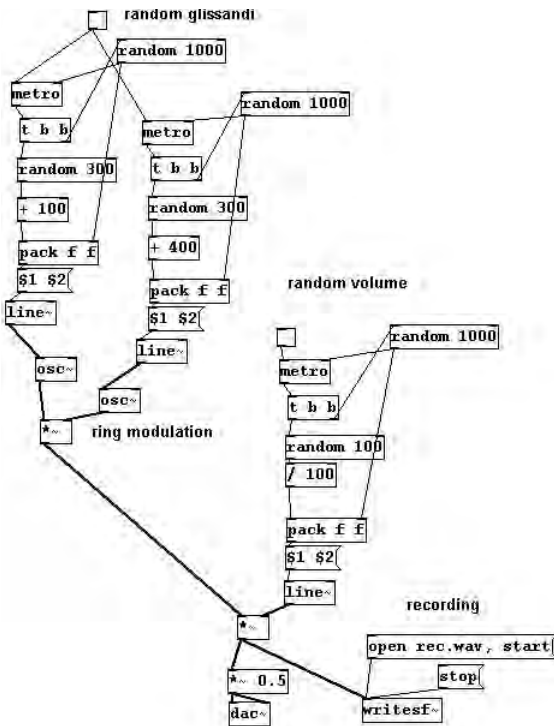 random glissandi
random 1000
metro
random 1000
metro
t b b
t b b
random 300
random 300
+ 100
+ 400
pack f f
$1 $2
pack f f
line~
$1 $2
line~
osc~
osc~
*~
ring modulation
random volume
random 1000
metro
t b b
random 100
/ 100
pack f f
$1 $2
line~
recording
*~
open rec.wav, start
stop
*~ 0.5
dac~
writesf~